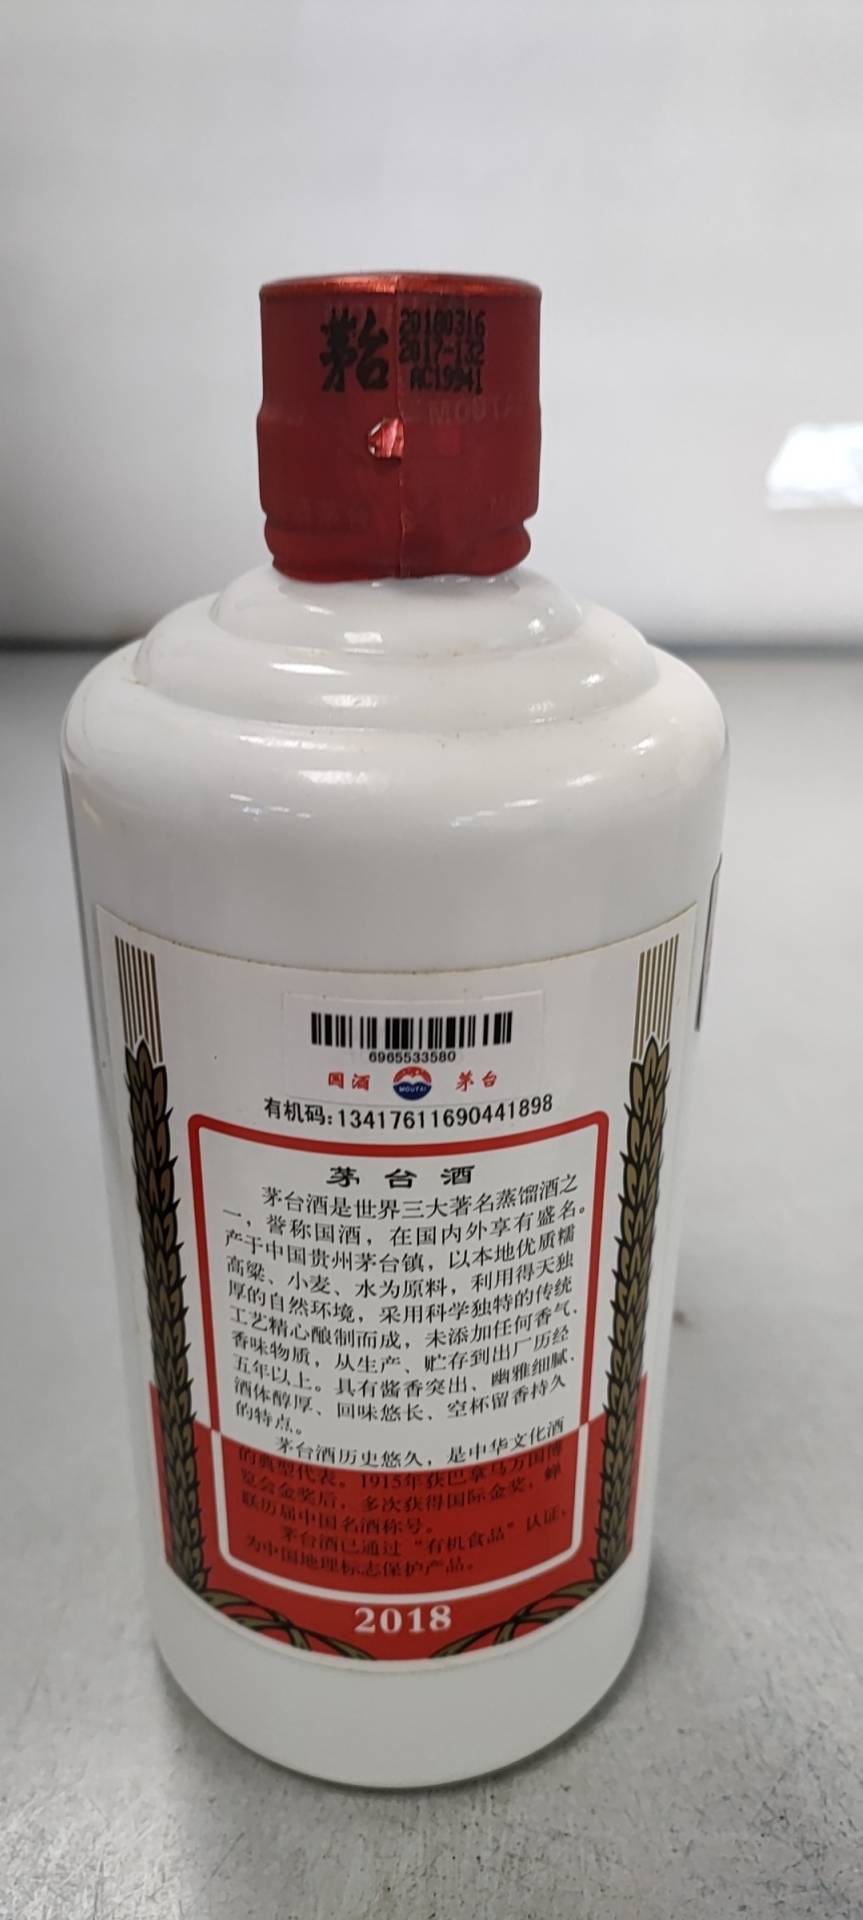 茅台
20180316
2017-132
AC19941
6965533580
国酒 MOUTAI 茅台
有机码:13417611690441898
茅台酒
茅台酒是世界三大著名蒸馏酒之
一，誉称国酒，在国内外享有盛名。
产于中国贵州茅台镇，以本地优质糯
高粱、小麦、水为原料，利用得天独
厚的自然环境，采用科学独特的传统
工艺精心酿制而成，未添加任何香气、
香味物质，从生产、贮存到出厂历经
五年以上。具有酱香突出、幽雅细腻、
酒体醇厚、回味悠长、空杯留香持久
的特点。
茅台酒历史悠久，是中华文化酒
的典型代表。1915年获巴拿马万国博
览会金奖后，多次获得国际金奖，蝉
联历届中国名酒称号。
茅台酒已通过“有机食品”认证，
为中国地理标志保护产品。
2018